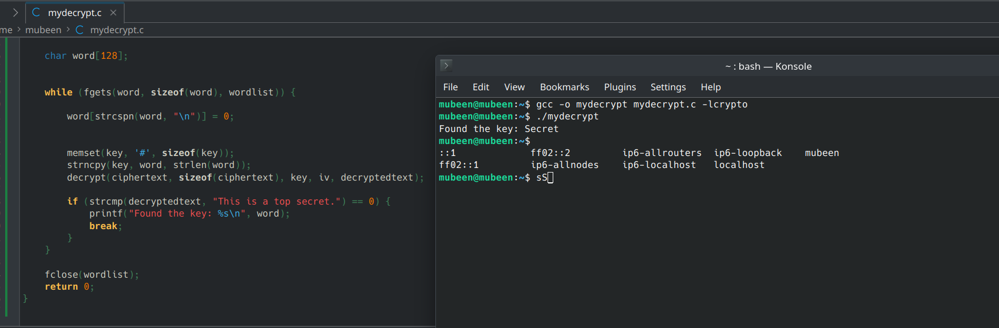 mydecrypt.c
me > mubeen > mydecrypt.c
char word[128];
while (fgets(word, sizeof(word), wordlist)) {
word[strcspn(word, "\n")] = 0;
memset(key, '#', sizeof(key));
strncpy(key, word, strlen(word));
decrypt(ciphertext, sizeof(ciphertext), key, iv, decryptedtext);
if (strcmp(decryptedtext, "This is a top secret.") == 0) {
printf("Found the key: %s\n", word);
break;
}
}
fclose(wordlist);
return 0;
}
~ : bash — Konsole
File Edit View Bookmarks Plugins Settings Help
mubeen@mubeen:~$ gcc -o mydecrypt mydecrypt.c -lcrypto
mubeen@mubeen:~$ ./mydecrypt
Found the key: Secret
mubeen@mubeen:~$
::1 ff02::2 ip6-allrouters ip6-loopback mubeen
ff02::1 ip6-allnodes ip6-localhost localhost
mubeen@mubeen:~$ sS